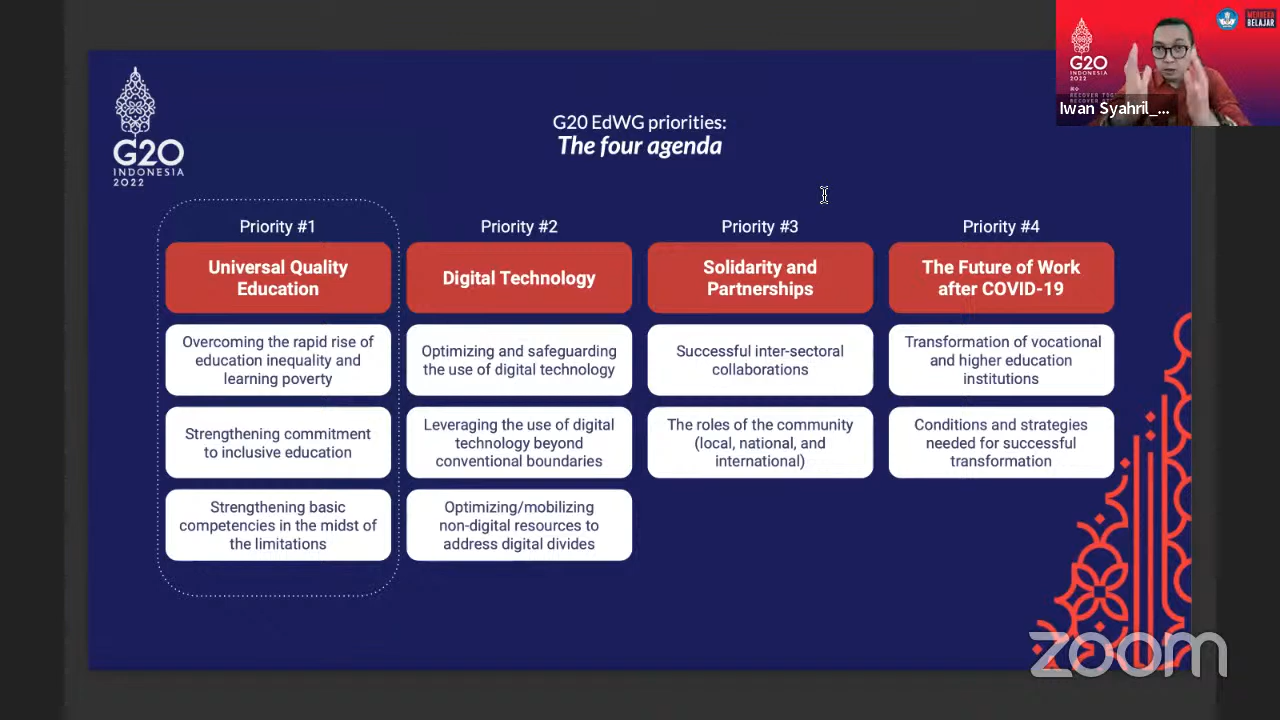 G20
INDONESIA
2022
G20 EdWG priorities:
The four agenda
Priority #1
Universal Quality
Education
Overcoming the rapid rise of
education inequality and
learning poverty
Strengthening commitment
to inclusive education
Strengthening basic
competencies in the midst of
the limitations
Priority #2
Digital Technology
Optimizing and safeguarding
the use of digital technology
Leveraging the use of digital
technology beyond
conventional boundaries
Optimizing/mobilizing
non-digital resources to
address digital divides
Priority #3
Solidarity and
Partnerships
Successful inter-sectoral
collaborations
The roles of the community
(local, national, and
international)
Priority #4
The Future of Work
after COVID-19
Transformation of vocational
and higher education
institutions
Conditions and strategies
needed for successful
transformation
G20
INDONESIA
2022
MERDEKA
BELAJAR
Iwan Syahril_...
zoom